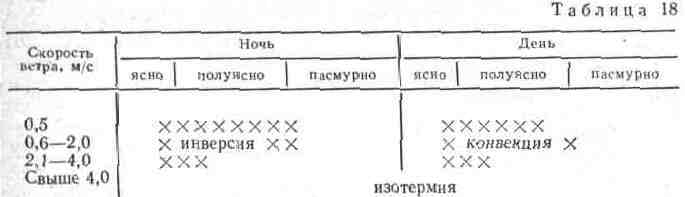 Таблица 18
Скорость ветра, м/с
Ночь
День
ясно полуясно пасмурно ясно полуясно пасмурно
0,5 ×××××××× ××××××
0,6—2,0 × инверсия ×× × конвекция ×
2,1—4,0 ××× ×××
Свыше 4,0
изотермия